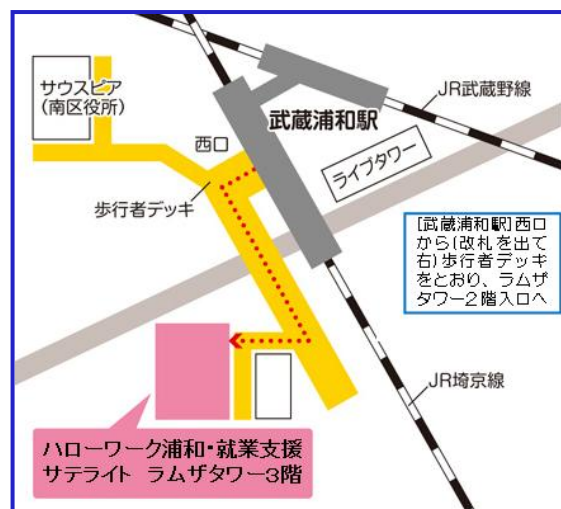 サウスピア
(南区役所)
JR武蔵野線
武蔵浦和駅
西口
ライブタワー
歩行者デッキ
[武蔵浦和駅]西口
から(改札を出て
右)歩行者デッキ
をとおり、ラムザ
タワー2階入口へ
JR埼京線
ハローワーク浦和・就業支援
サテライト ラムザタワー3階